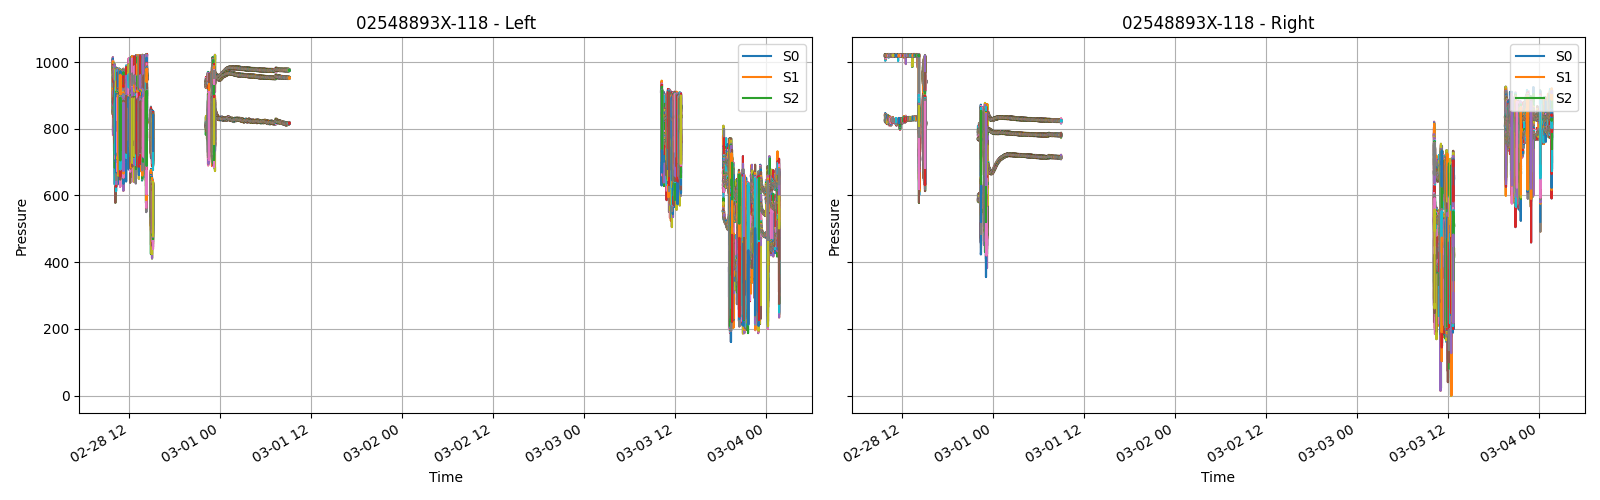 02548893X-118 - Left
Pressure
1000
800
600
400
200
0
S0
S1
S2
02-28 12
03-01 00
03-01 12
03-02 00
03-02 12
03-03 00
03-03 12
03-04 00
Time
02548893X-118 - Right
Pressure
S0
S1
S2
02-28 12
03-01 00
03-01 12
03-02 00
03-02 12
03-03 00
03-03 12
03-04 00
Time